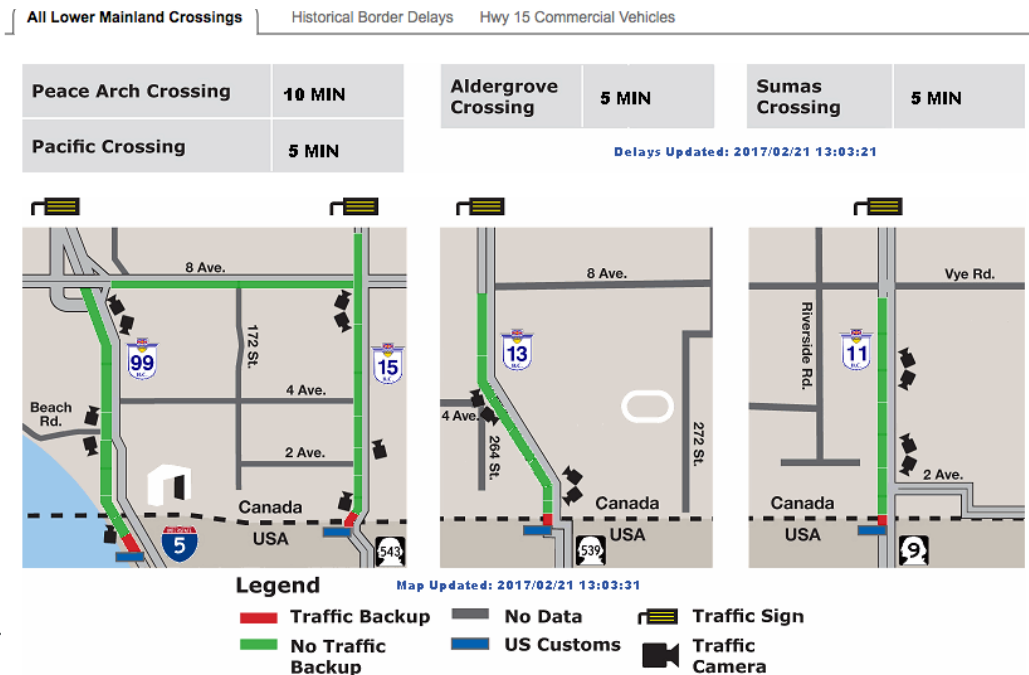 All Lower Mainland Crossings
Historical Border Delays
Hwy 15 Commercial Vehicles
Peace Arch Crossing
10 MIN
Pacific Crossing
5 MIN
Aldergrove
Crossing
5 MIN
Sumas
Crossing
5 MIN
Delays Updated: 2017/02/21 13:03:21
8 Ave.
172 St.
99
15
4 Ave.
Beach
Rd.
2 Ave.
Canada
USA
5
543
8 Ave.
13
4 Ave.
264 St.
272 St.
Canada
USA
539
Vye Rd.
Riverside Rd.
11
2 Ave.
Canada
USA
9
Legend
Map Updated: 2017/02/21 13:03:31
Traffic Backup
No Data
Traffic Sign
No Traffic
Backup
US Customs
Traffic
Camera